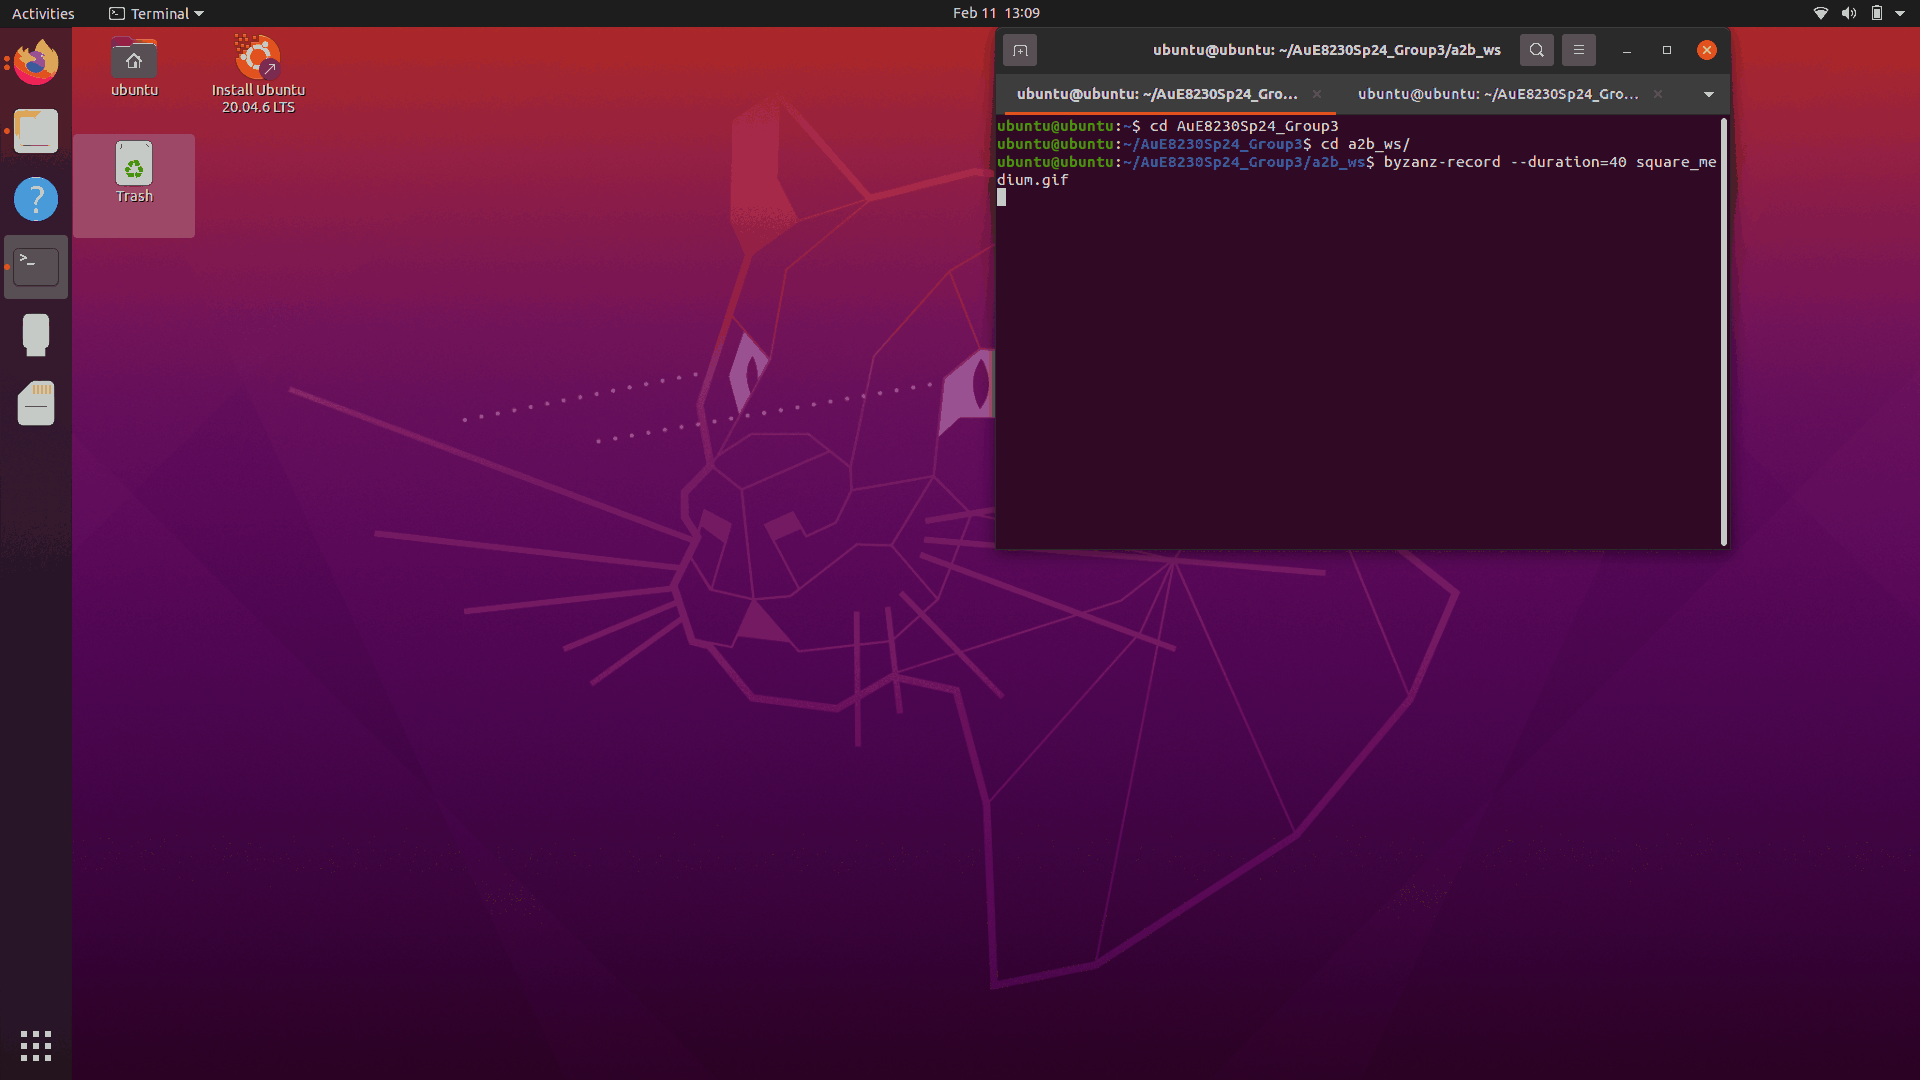 Activities
Terminal
Feb 11 13:09
ubuntu
Install Ubuntu
20.04.6 LTS
Trash
ubuntu@ubuntu: ~/AuE8230Sp24_Group3/a2b_ws
ubuntu@ubuntu: ~/AuE8230Sp24_Gro...
ubuntu@ubuntu: ~/AuE8230Sp24_Gro...
ubuntu@ubuntu:~$ cd AuE8230Sp24_Group3
ubuntu@ubuntu:~/AuE8230Sp24_Group3$ cd a2b_ws/
ubuntu@ubuntu:~/AuE8230Sp24_Group3/a2b_ws$ byzanz-record --duration=40 square_me
dium.gif